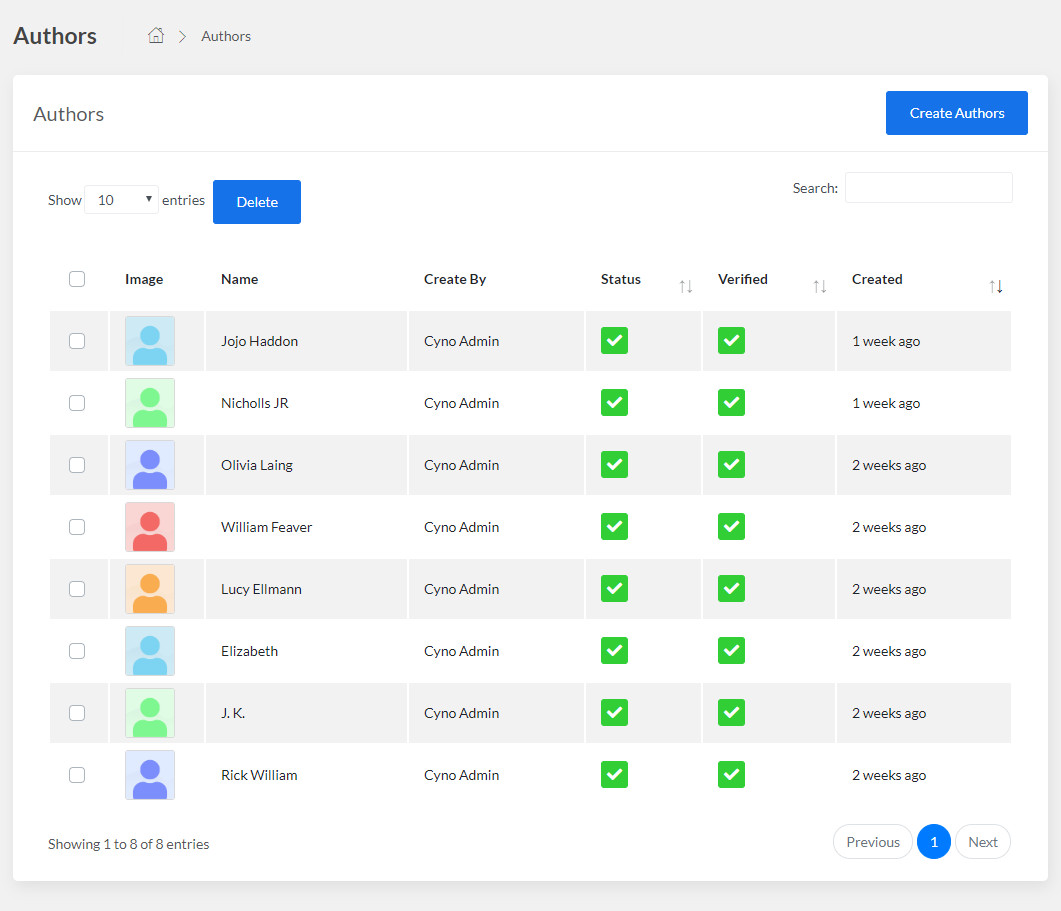 Authors Authors
Authors Create Authors
Show 10 entries Delete Search:
Image Name Create By Status Verified Created
Jojo Haddon Cyno Admin 1 week ago
Nicholls JR Cyno Admin 1 week ago
Olivia Laing Cyno Admin 2 weeks ago
William Feaver Cyno Admin 2 weeks ago
Lucy Ellmann Cyno Admin 2 weeks ago
Elizabeth Cyno Admin 2 weeks ago
J. K. Cyno Admin 2 weeks ago
Rick William Cyno Admin 2 weeks ago
Showing 1 to 8 of 8 entries Previous 1 Next